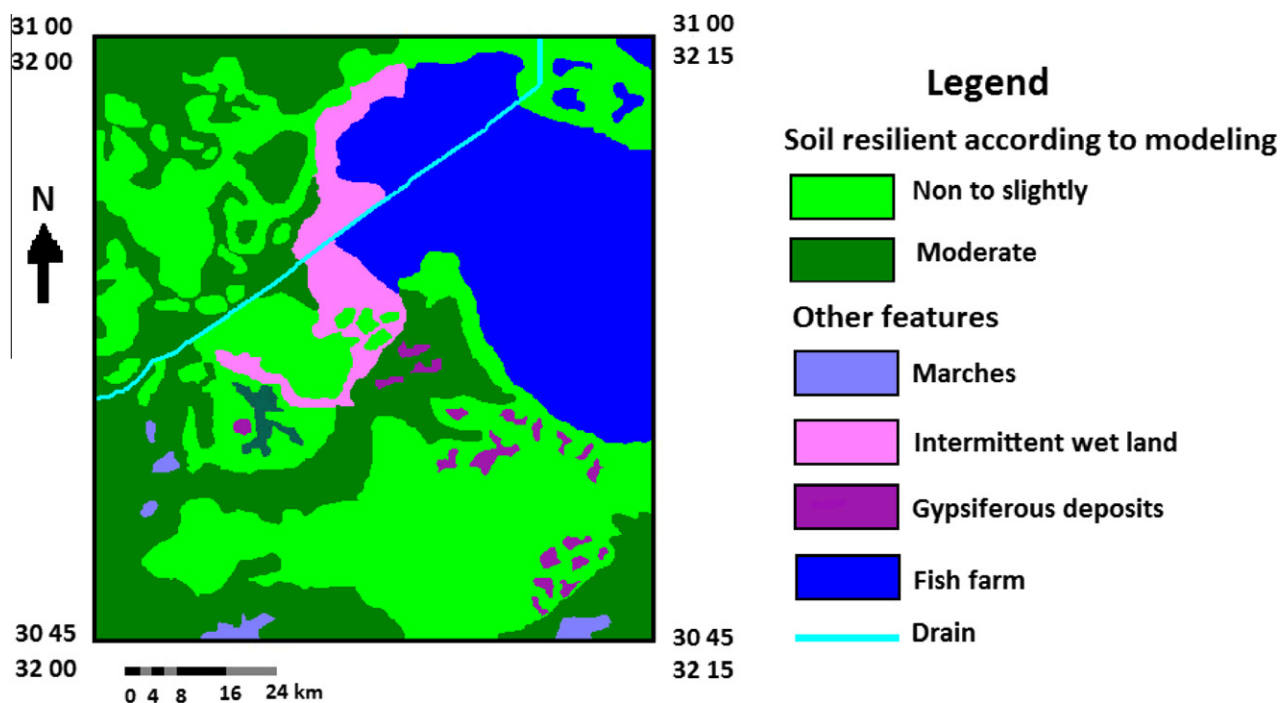 31 00
32 00
31 00
32 15
N
30 45
32 00
30 45
32 15
0 4 8 16 24 km
Legend
Soil resilient according to modeling
Non to slightly
Moderate
Other features
Marches
Intermittent wet land
Gypsiferous deposits
Fish farm
Drain